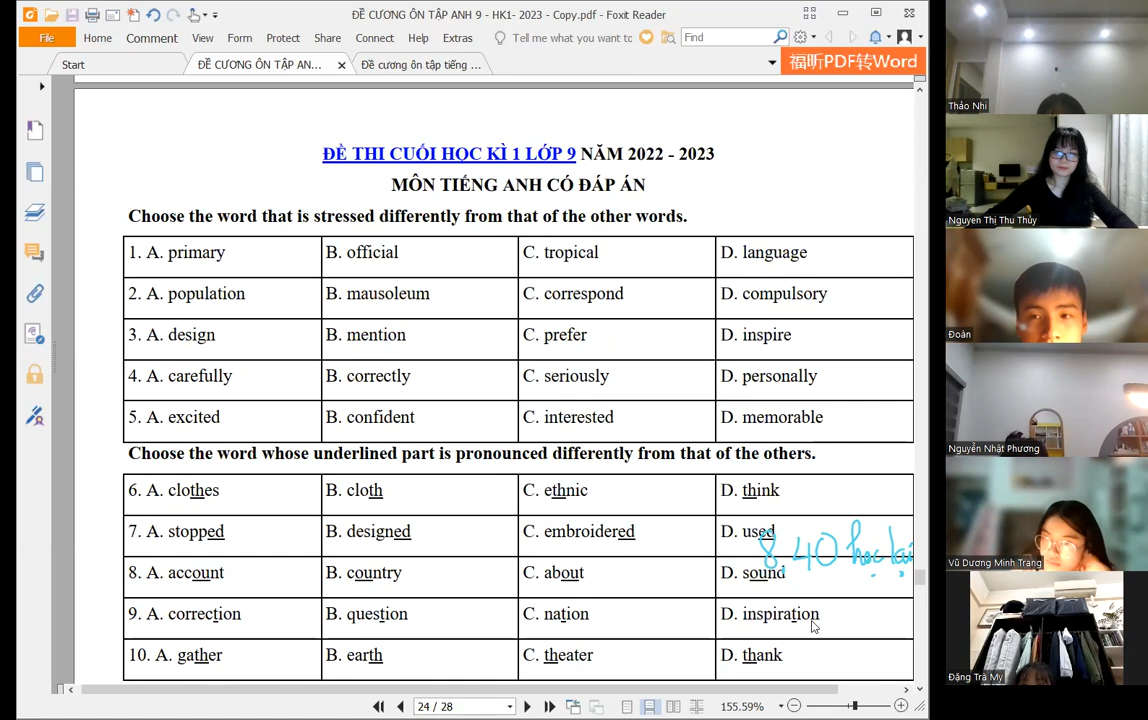 ĐỀ CƯƠNG ÔN TẬP ANH 9 - HK1- 2023 - Copy.pdf - Foxit Reader
File Home Comment View Form Protect Share Connect Help Extras Tell me what you want to Find
Start ĐỀ CƯƠNG ÔN TẬP AN... Đề cương ôn tập tiếng ... 福昕PDF转Word
ĐỀ THI CUỐI HỌC KÌ 1 LỚP 9 NĂM 2022 - 2023
MÔN TIẾNG ANH CÓ ĐÁP ÁN
Choose the word that is stressed differently from that of the other words.
1. A. primary B. official C. tropical D. language
2. A. population B. mausoleum C. correspond D. compulsory
3. A. design B. mention C. prefer D. inspire
4. A. carefully B. correctly C. seriously D. personally
5. A. excited B. confident C. interested D. memorable
Choose the word whose underlined part is pronounced differently from that of the others.
6. A. clothes B. cloth C. ethnic D. think
7. A. stopped B. designed C. embroidered D. used
8,40 học lại
8. A. account B. country C. about D. sound
9. A. correction B. question C. nation D. inspiration
10. A. gather B. earth C. theater D. thank
24 / 28 155.59%
Thảo Nhi
Nguyen Thị Thu Thủy
Đoàn
Nguyễn Nhật Phương
Vũ Dương Minh Trang
Đặng Trà My